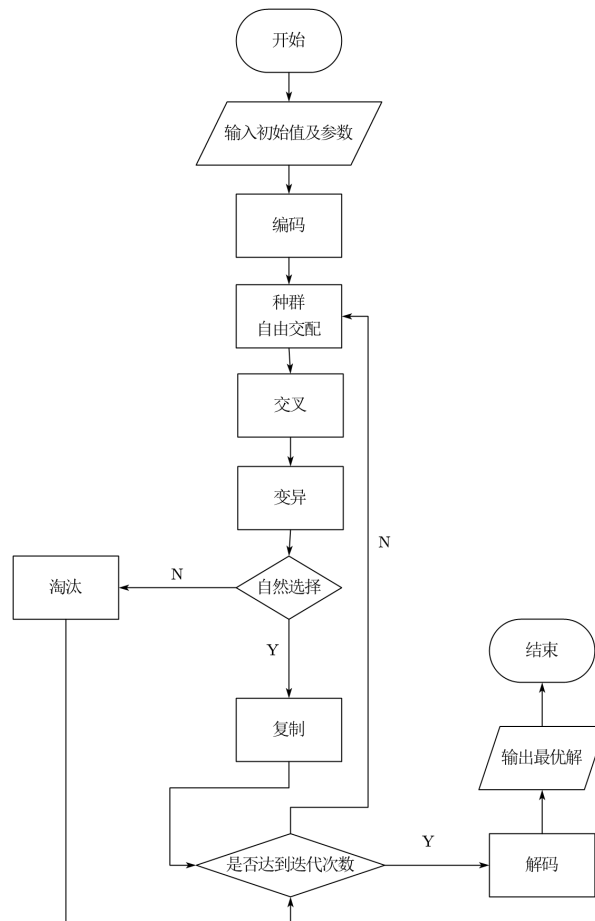 开始
输入初始值及参数
编码
种群
自由交配
交叉
变异
自然选择
N
淘汰
Y
复制
是否达到迭代次数
N
Y
解码
输出最优解
结束